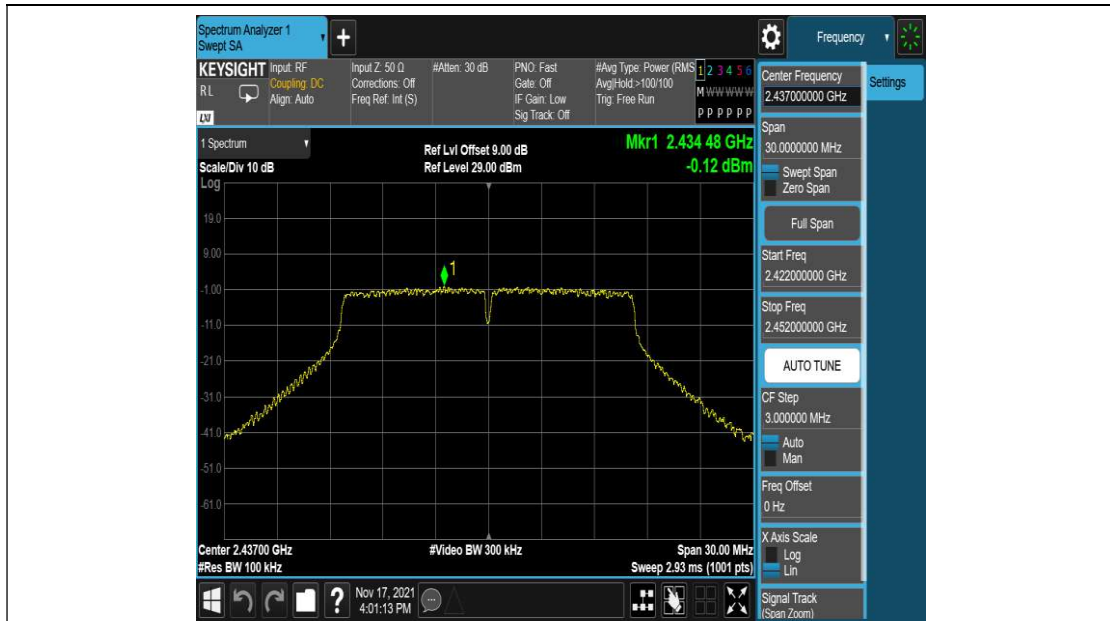 Spectrum Analyzer 1
Swept SA
+
Frequency
KEYSIGHT
RL
LXI
Input: RF
Coupling: DC
Align: Auto
Input Z: 50 Ω
Corrections: Off
Freq Ref: Int (S)
#Atten: 30 dB
PNO: Fast
Gate: Off
IF Gain: Low
Sig Track: Off
#Avg Type: Power (RMS
Avg|Hold:>100/100
Trig: Free Run
1 2 3 4 5 6
M W W W W W
P P P P P P
1 Spectrum
Scale/Div 10 dB
Ref Lvl Offset 9.00 dB
Ref Level 29.00 dBm
Mkr1 2.434 48 GHz
-0.12 dBm
Log
19.0
9.00
-1.00
-11.0
-21.0
-31.0
-41.0
-51.0
-61.0
1
Center 2.43700 GHz
#Res BW 100 kHz
#Video BW 300 kHz
Span 30.00 MHz
Sweep 2.93 ms (1001 pts)
Center Frequency
2.437000000 GHz
Settings
Span
30.0000000 MHz
Swept Span
Zero Span
Full Span
Start Freq
2.422000000 GHz
Stop Freq
2.452000000 GHz
AUTO TUNE
CF Step
3.000000 MHz
Auto
Man
Freq Offset
0 Hz
X Axis Scale
Log
Lin
Signal Track
(Span Zoom)
?
Nov 17, 2021
4:01:13 PM